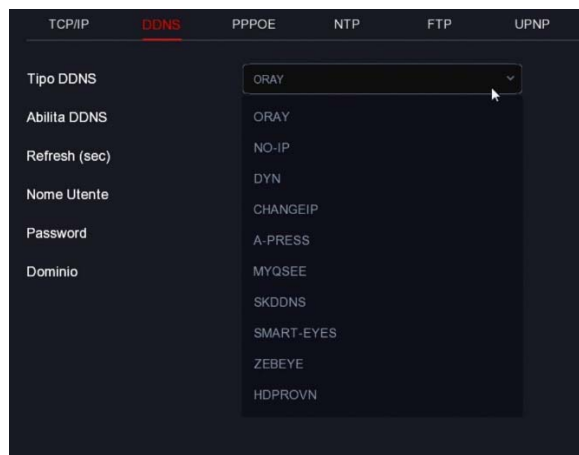 TCP/IP DDNS PPPOE NTP FTP UPNP
Tipo DDNS ORAY
Abilita DDNS ORAY
Refresh (sec) NO-IP
DYN
Nome Utente
CHANGEIP
Password A-PRESS
Dominio MYQSEE
SKDDNS
SMART-EYES
ZEBEYE
HDPROVN